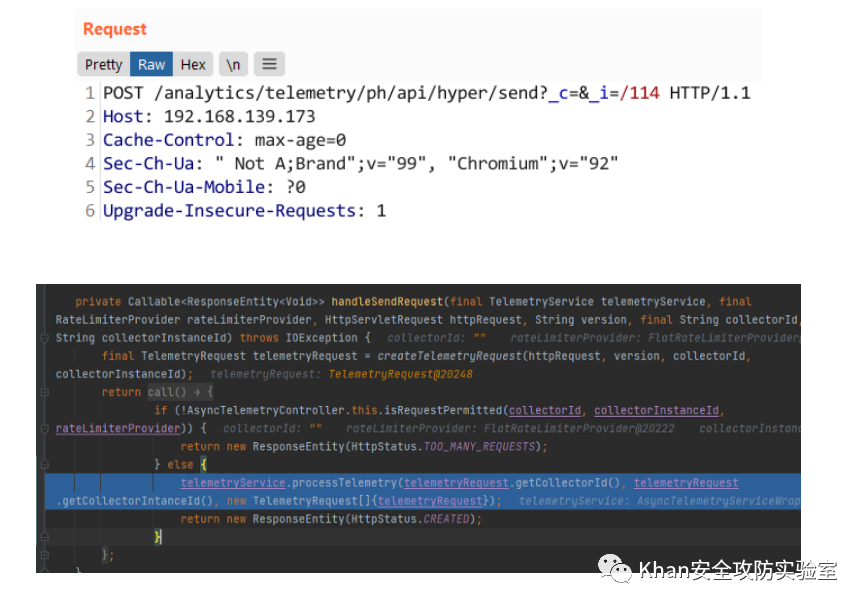 Request
Pretty Raw Hex \n
1 POST /analytics/telemetry/ph/api/hyper/send?_c=&_i=/114 HTTP/1.1
2 Host: 192.168.139.173
3 Cache-Control: max-age=0
4 Sec-Ch-Ua: " Not A;Brand";v="99", "Chromium";v="92"
5 Sec-Ch-Ua-Mobile: ?0
6 Upgrade-Insecure-Requests: 1
private Callable<ResponseEntity<Void>> handleSendRequest(final TelemetryService telemetryService, final
RateLimiterProvider rateLimiterProvider, HttpServletRequest httpRequest, String version, final String collectorId,
String collectorInstanceId) throws IOException { collectorId: "" rateLimiterProvider: FlatRateLimiterProvider@
final TelemetryRequest telemetryRequest = createTelemetryRequest(httpRequest, version, collectorId,
collectorInstanceId); telemetryRequest: TelemetryRequest@20248
return call() → {
if (!AsyncTelemetryController.this.isRequestPermitted(collectorId, collectorInstanceId,
rateLimiterProvider)) { collectorId: "" rateLimiterProvider: FlatRateLimiterProvider@20222 collectorInstanc
return new ResponseEntity(HttpStatus.TOO_MANY_REQUESTS);
} else {
telemetryService.processTelemetry(telemetryRequest.getCollectorId(), telemetryRequest
.getCollectorIntanceId(), new TelemetryRequest[]{telemetryRequest}); telemetryService: AsyncTelemetryServiceWrap
return new ResponseEntity(HttpStatus.CREATED);
}
};
}
Khan安全攻防实验室